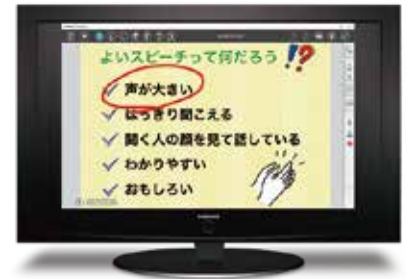 よいスピーチって何だろう!?
声が大きい
はっきり聞こえる
聞く人の顔を見て話している
わかりやすい
おもしろい
SAMSUNG